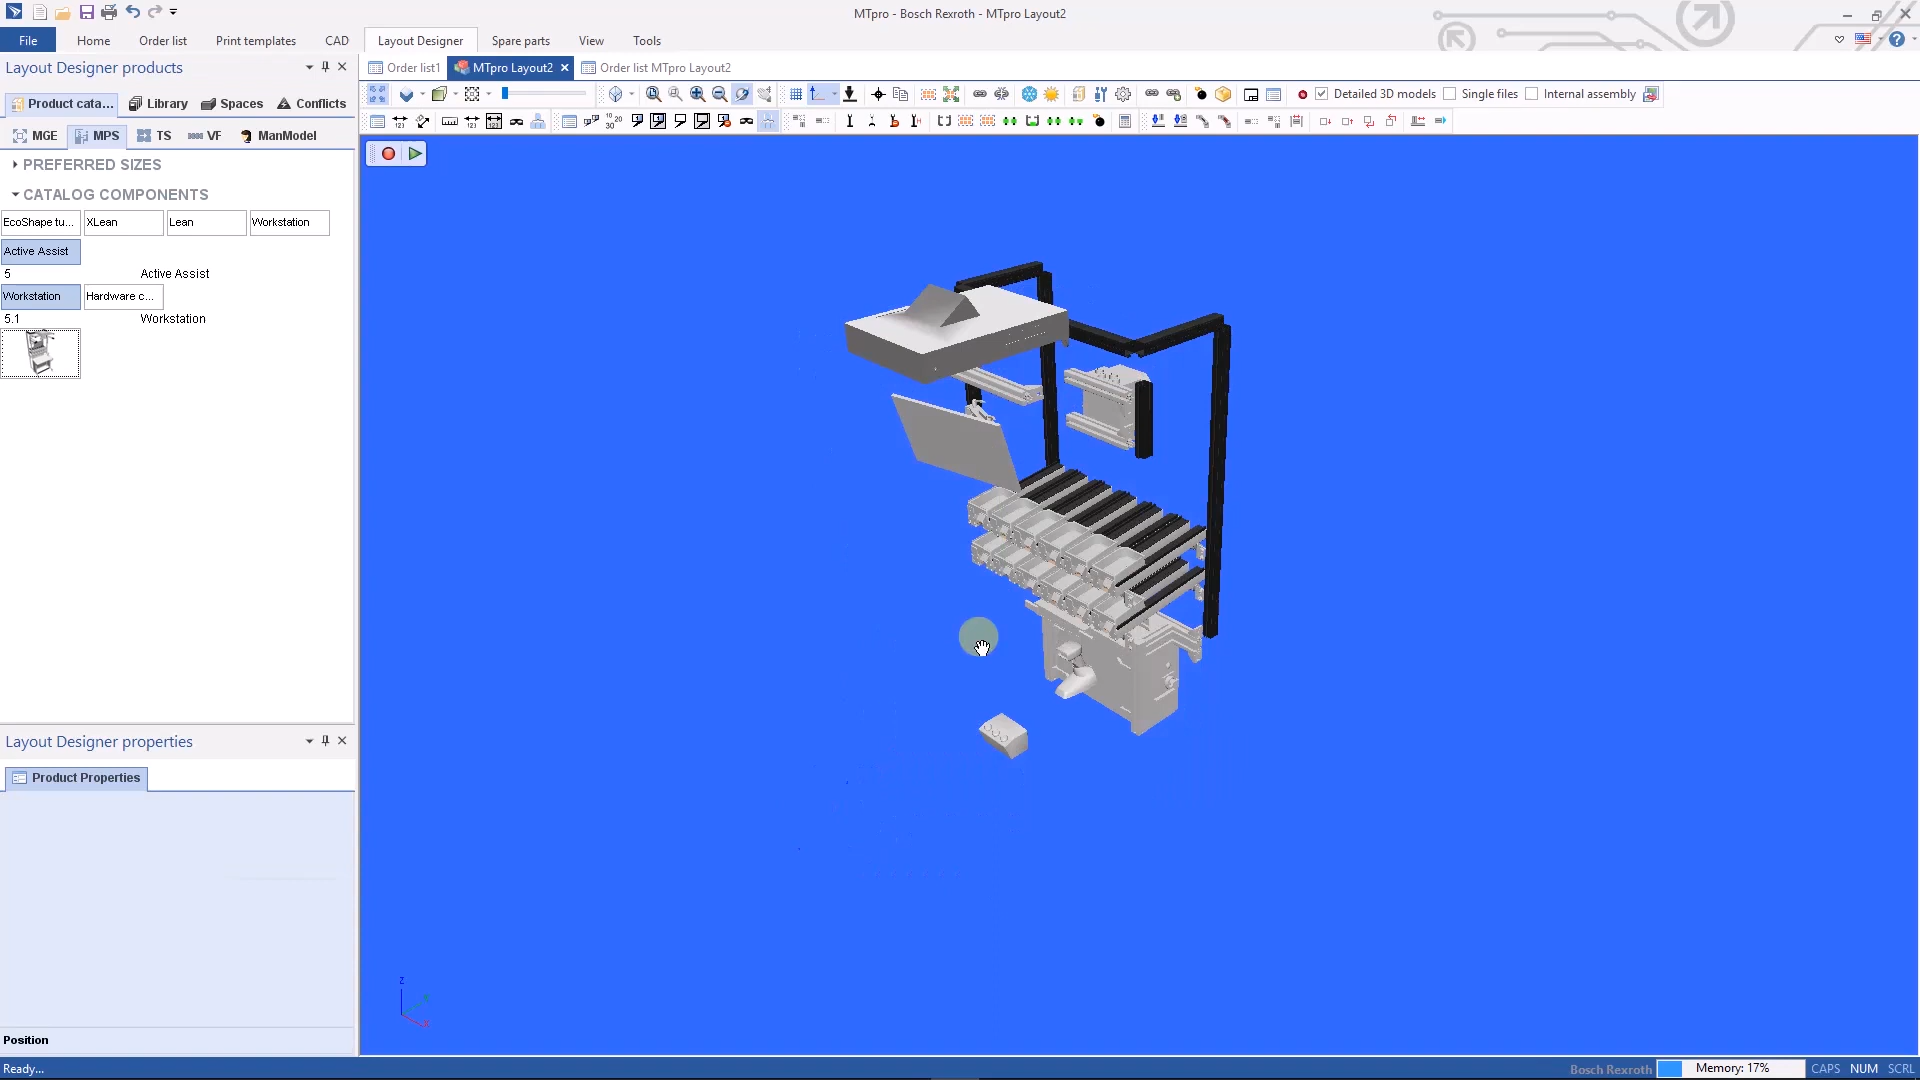 MTpro - Bosch Rexroth - MTpro Layout2
File Home Order list Print templates CAD Layout Designer Spare parts View Tools
Layout Designer products
Order list1 MTpro Layout2 Order list MTpro Layout2
Product cata... Library Spaces Conflicts
Detailed 3D models Single files Internal assembly
MGE MPS TS VF ManModel
PREFERRED SIZES
CATALOG COMPONENTS
EcoShape tu... XLean Lean Workstation
Active Assist
5 Active Assist
Workstation Hardware c...
5.1 Workstation
Layout Designer properties
Product Properties
Z
Position
Ready... Bosch Rexroth Memory: 17% CAPS NUM SCRL